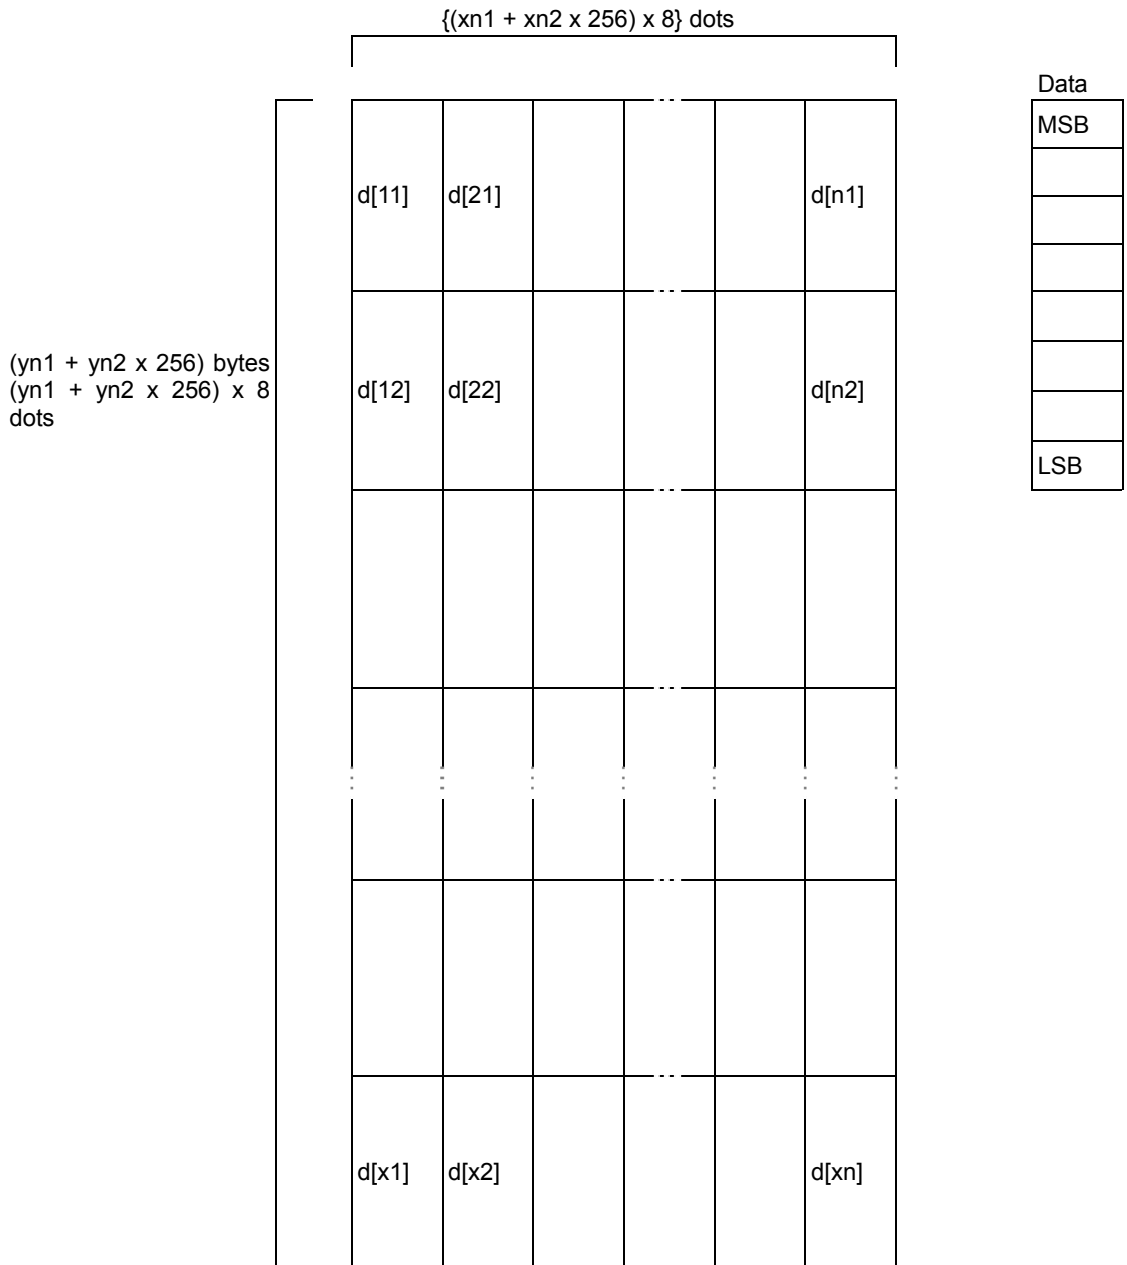 {(xn1 + xn2 x 256) x 8} dots
Data
MSB
d[11] d[21] d[n1]
(yn1 + yn2 x 256) bytes
(yn1 + yn2 x 256) x 8
dots
d[12] d[22] d[n2]
LSB
d[x1] d[x2] d[xn]